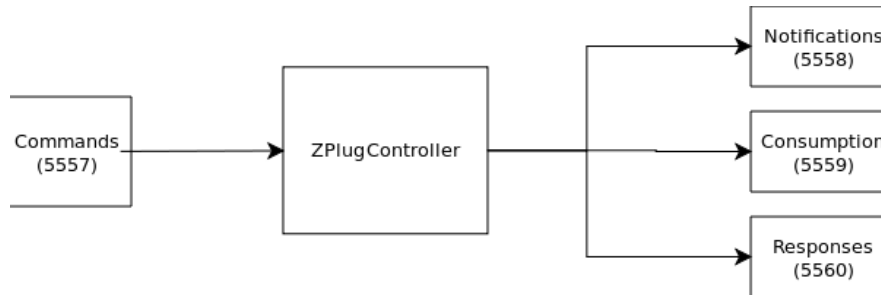 Commands
(5557)
ZPlugController
Notifications
(5558)
Consumption
(5559)
Responses
(5560)